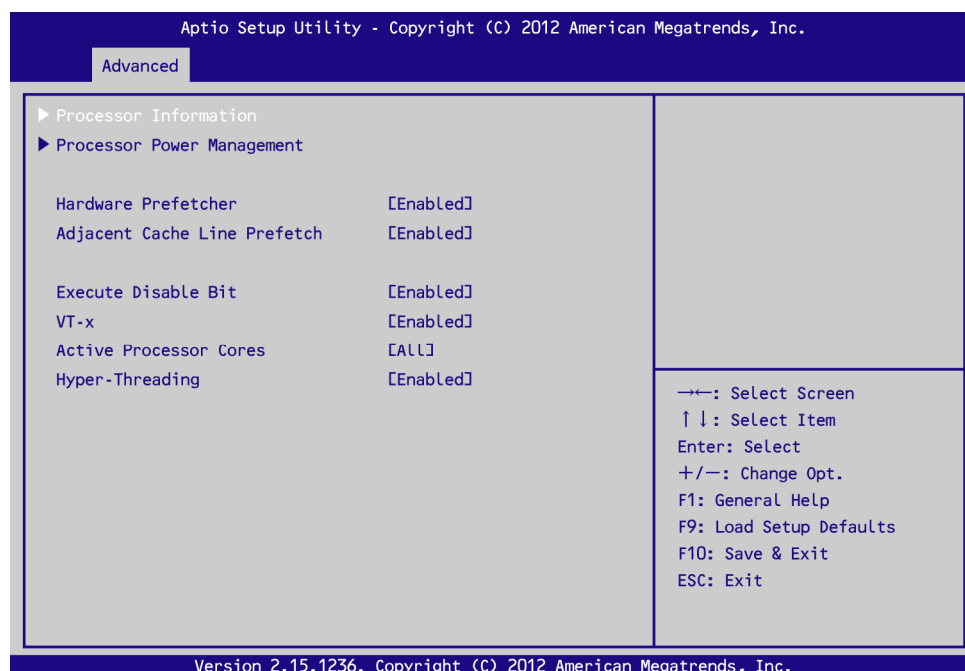 Aptio Setup Utility - Copyright (C) 2012 American Megatrends, Inc.
Advanced
▶ Processor Information
▶ Processor Power Management
Hardware Prefetcher [Enabled]
Adjacent Cache Line Prefetch [Enabled]
Execute Disable Bit [Enabled]
VT-x [Enabled]
Active Processor Cores [All]
Hyper-Threading [Enabled]
→←: Select Screen
↑↓: Select Item
Enter: Select
+/-: Change Opt.
F1: General Help
F9: Load Setup Defaults
F10: Save & Exit
ESC: Exit
Version 2.15.1236. Copyright (C) 2012 American Megatrends, Inc.